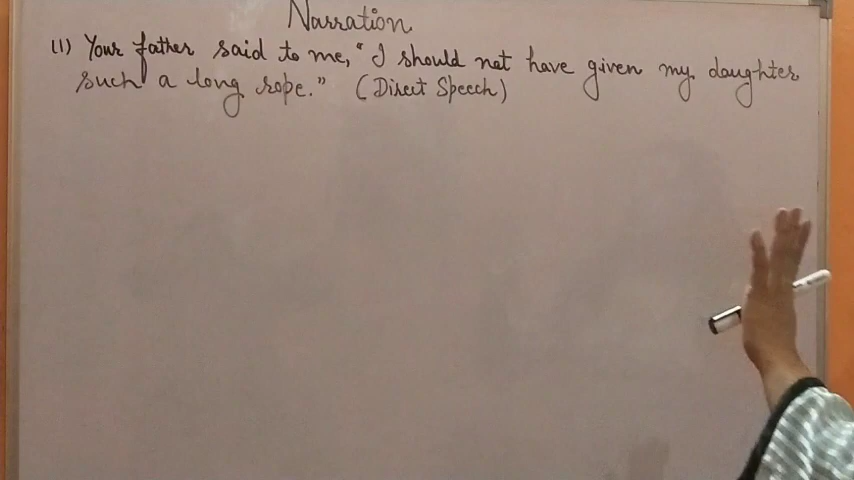 Narration
(1) Your father said to me, "I should not have given my daughter
such a long rope." (Direct Speech)